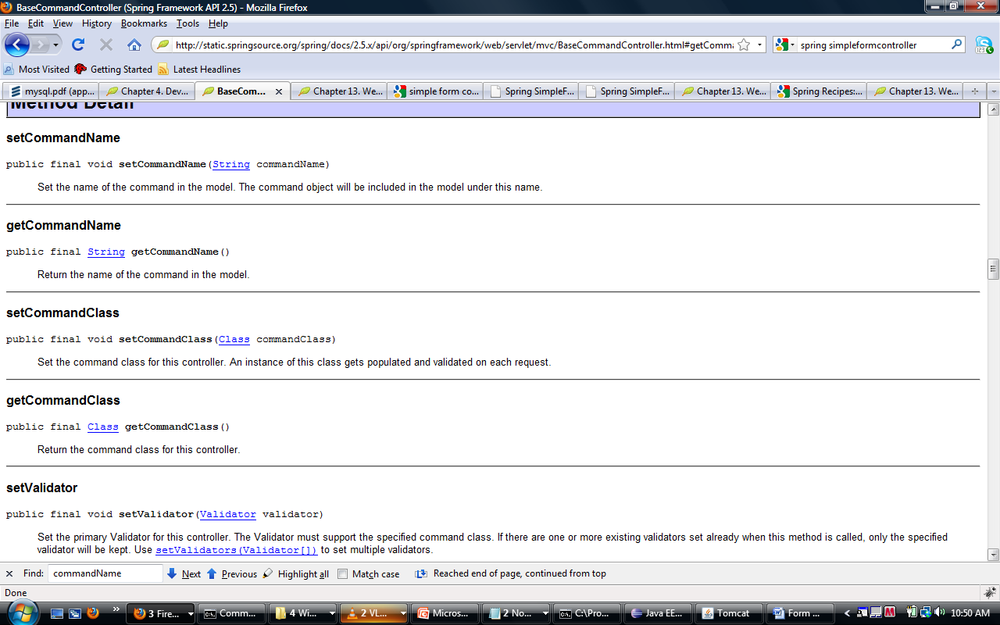 BaseCommandController (Spring Framework API 2.5) - Mozilla Firefox
File Edit View History Bookmarks Tools Help
http://static.springsource.org/spring/docs/2.5.x/api/org/springframework/web/servlet/mvc/BaseCommandController.html#getComma
spring simpleformcontroller
Most Visited Getting Started Latest Headlines
mysql.pdf (app... Chapter 4. Dev... BaseCom... Chapter 13. We... simple form co... Spring SimpleF... Spring SimpleF... Chapter 13. We... Spring Recipes:... Chapter 13. We...
Method Detail
setCommandName
public final void setCommandName(String commandName)
Set the name of the command in the model. The command object will be included in the model under this name.
getCommandName
public final String getCommandName()
Return the name of the command in the model.
setCommandClass
public final void setCommandClass(Class commandClass)
Set the command class for this controller. An instance of this class gets populated and validated on each request.
getCommandClass
public final Class getCommandClass()
Return the command class for this controller.
setValidator
public final void setValidator(Validator validator)
Set the primary Validator for this controller. The Validator must support the specified command class. If there are one or more existing validators set already when this method is called, only the specified
validator will be kept. Use setValidators(Validator[]) to set multiple validators.
Find: commandName Next Previous Highlight all Match case Reached end of page, continued from top
Done
3 Fire... Comm... 4 Wi... 2 VL... Micros... 2 No... C:\Pro... Java EE... Tomcat Form ... 10:50 AM